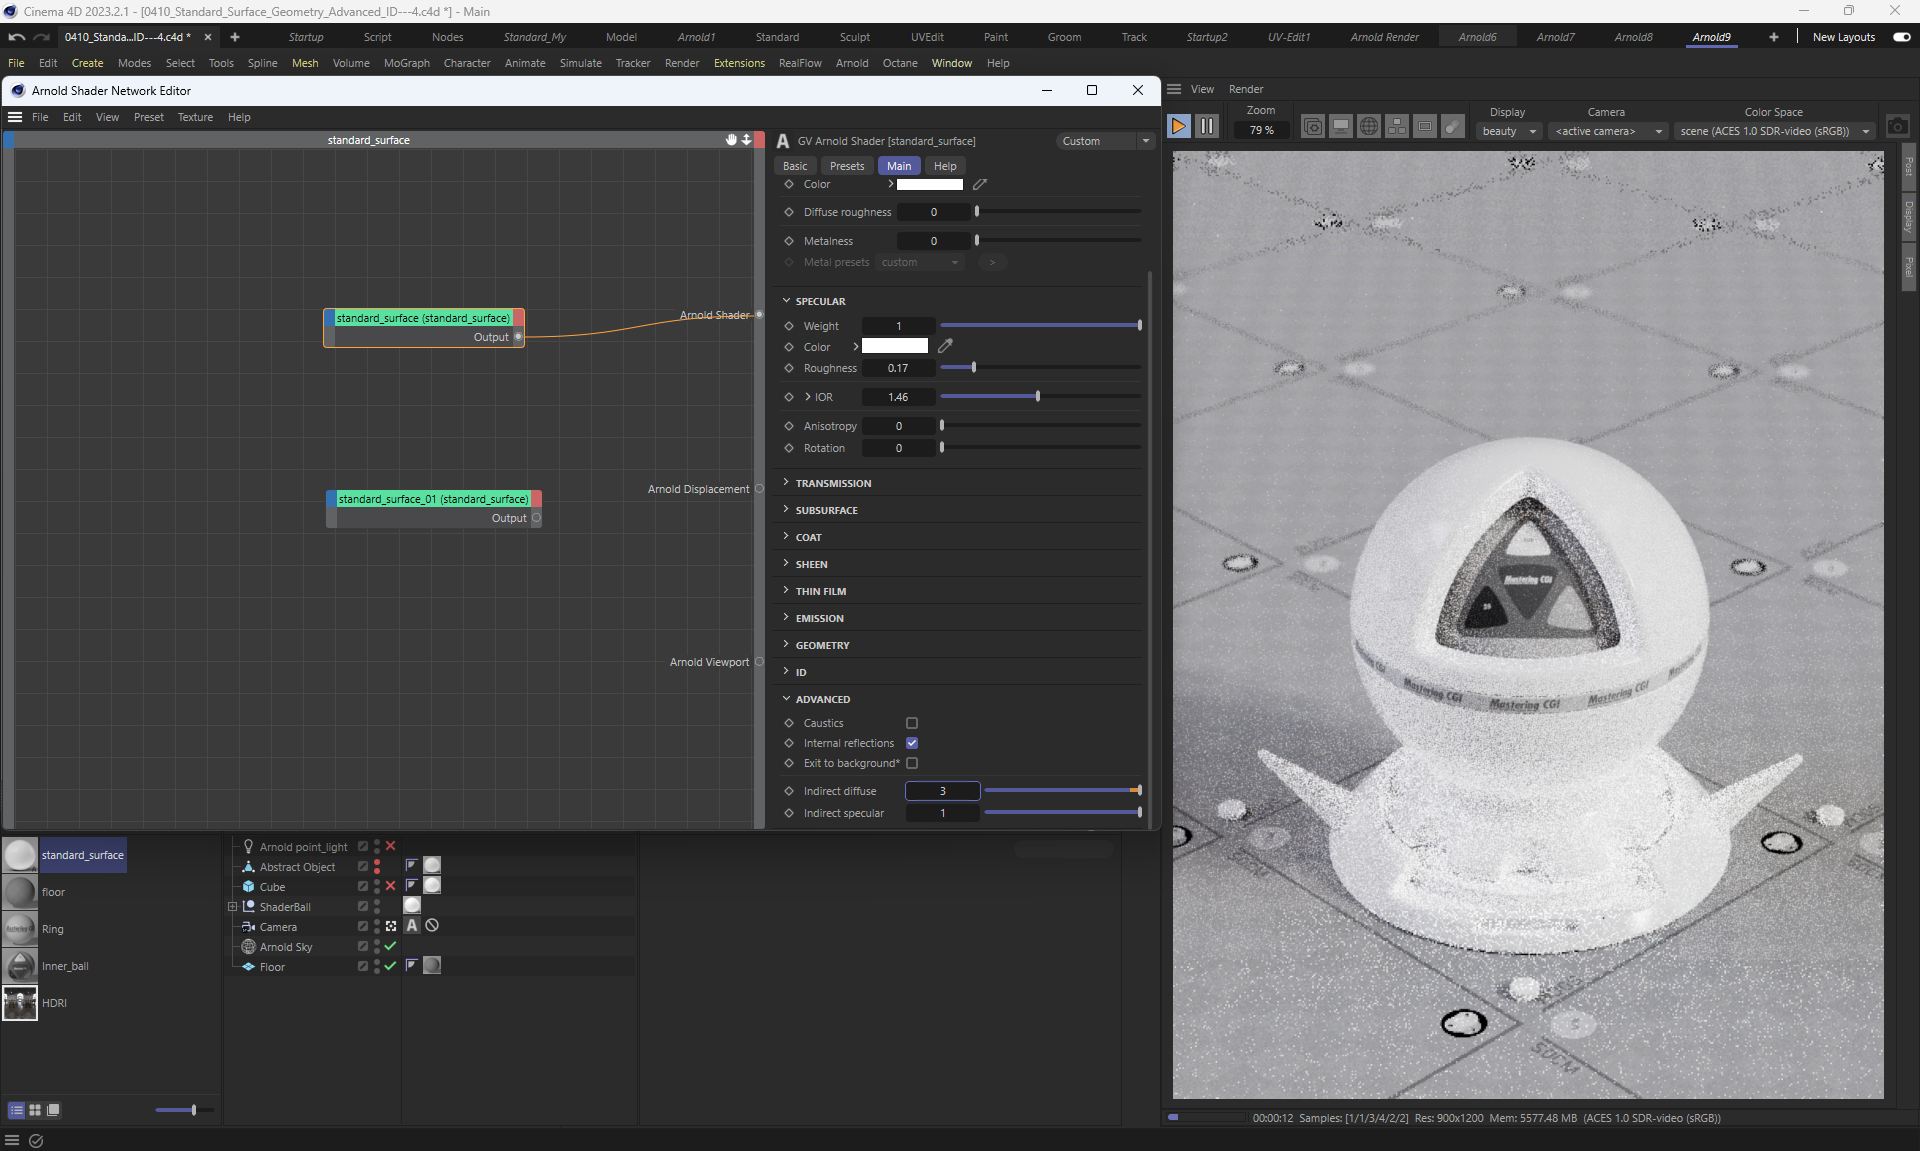 Cinema 4D 2023.2.1 - [0410_Standard_Surface_Geometry_Advanced_ID---4.c4d *] - Main
0410_Standa...ID---4.c4d * × + Startup Script Nodes Standard_My Model Arnold1 Standard Sculpt UVEdit Paint Groom Track Startup2 UV-Edit1 Arnold Render Arnold6 Arnold7 Arnold8 Arnold9 + New Layouts
File Edit Create Modes Select Tools Spline Mesh Volume MoGraph Character Animate Simulate Tracker Render Extensions RealFlow Arnold Octane Window Help
Arnold Shader Network Editor
File Edit View Preset Texture Help
standard_surface
standard_surface (standard_surface)
Output
Arnold Shader
standard_surface_01 (standard_surface)
Output
Arnold Displacement
Arnold Viewport
A GV Arnold Shader [standard_surface] Custom
Basic Presets Main Help
Color
Diffuse roughness 0
Metalness 0
Metal presets custom >
SPECULAR
Weight 1
Color
Roughness 0.17
IOR 1.46
Anisotropy 0
Rotation 0
TRANSMISSION
SUBSURFACE
COAT
SHEEN
THIN FILM
EMISSION
GEOMETRY
ID
ADVANCED
Caustics
Internal reflections
Exit to background*
Indirect diffuse 3
Indirect specular 1
View Render
Zoom
79 %
Display
beauty
Camera
<active camera>
Color Space
scene (ACES 1.0 SDR-video (sRGB))
Post
Display
Pixel
Mastering CGI
Mastering CGI
Mastering CGI
Mastering CGI
50CM
00:00:12 Samples: [1/1/3/4/2/2] Res: 900x1200 Mem: 5577.48 MB (ACES 1.0 SDR-video (sRGB))
standard_surface
floor
Ring
Inner_ball
HDRI
Arnold point_light
Abstract Object
Cube
ShaderBall
Camera A
Arnold Sky
Floor